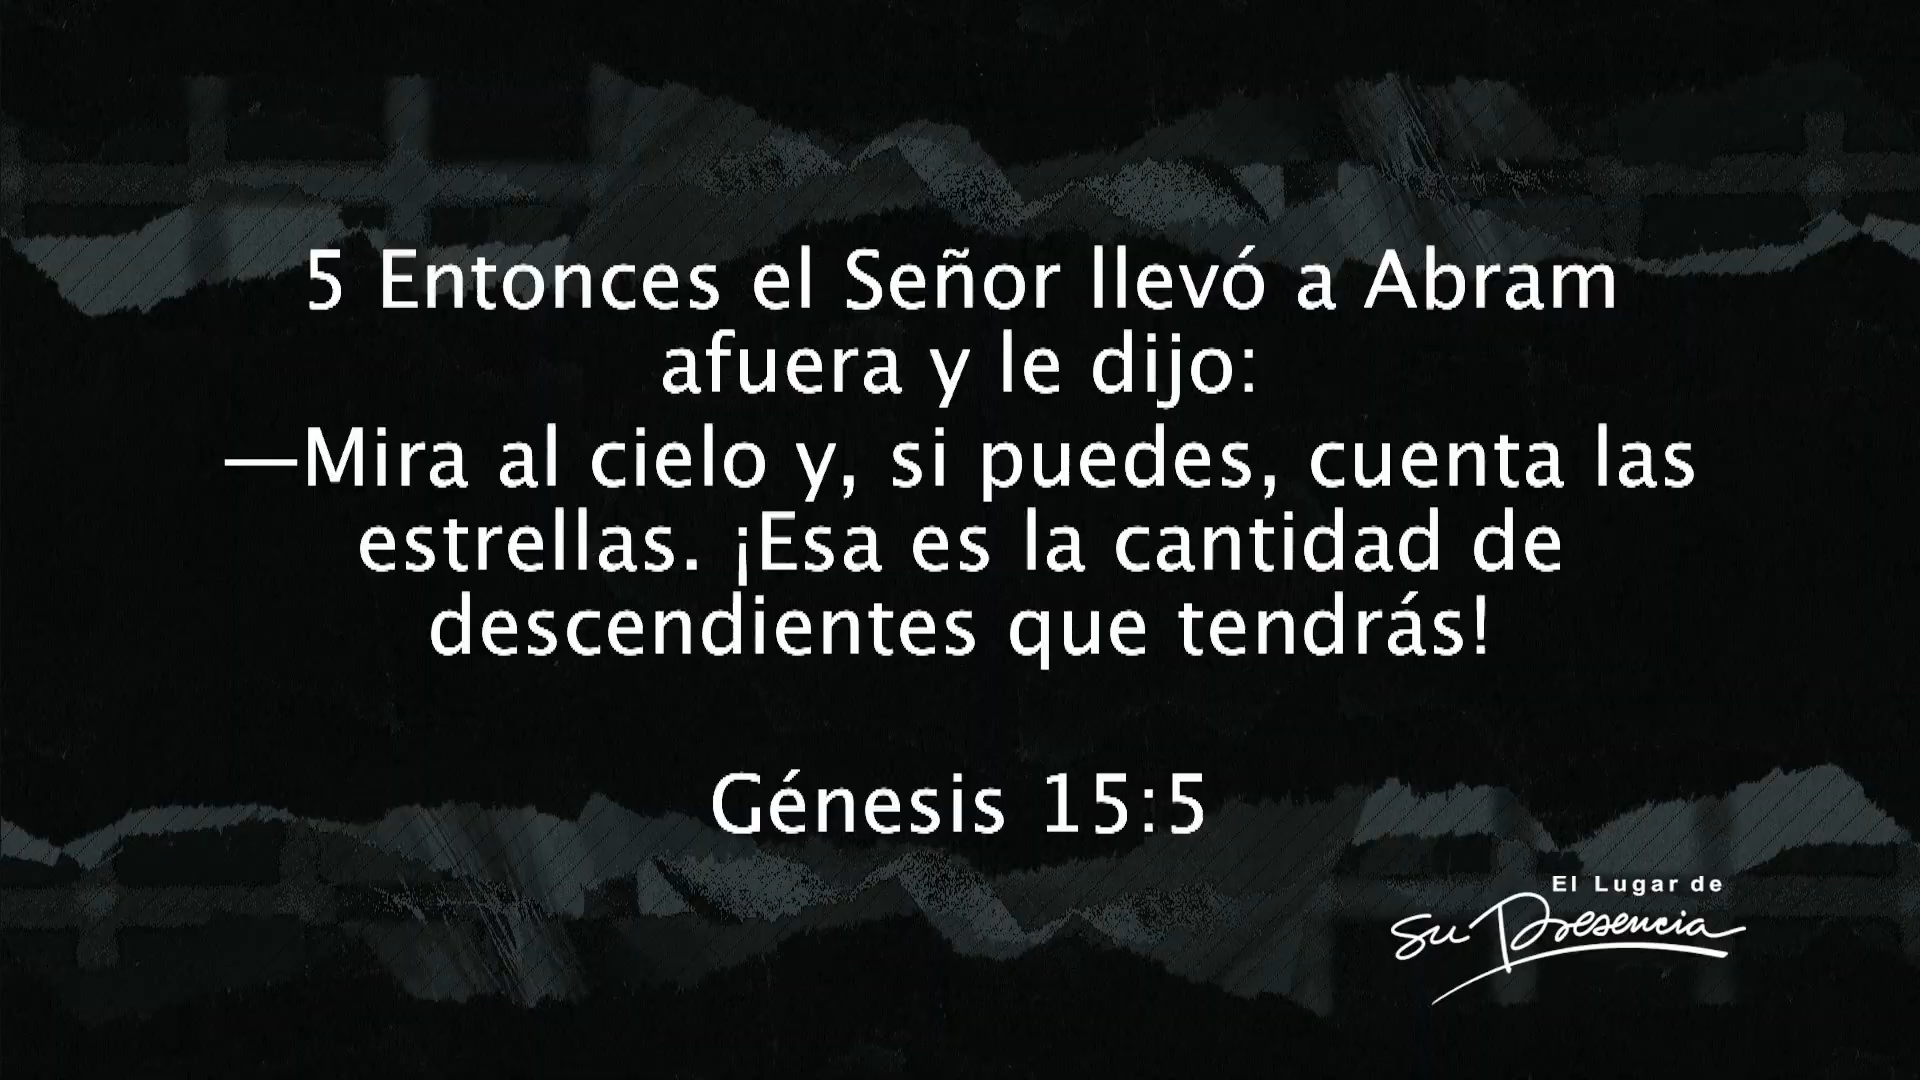 5 Entonces el Señor llevó a Abram
afuera y le dijo:
—Mira al cielo y, si puedes, cuenta las
estrellas. ¡Esa es la cantidad de
descendientes que tendrás!
Génesis 15:5
El Lugar de
Su Presencia